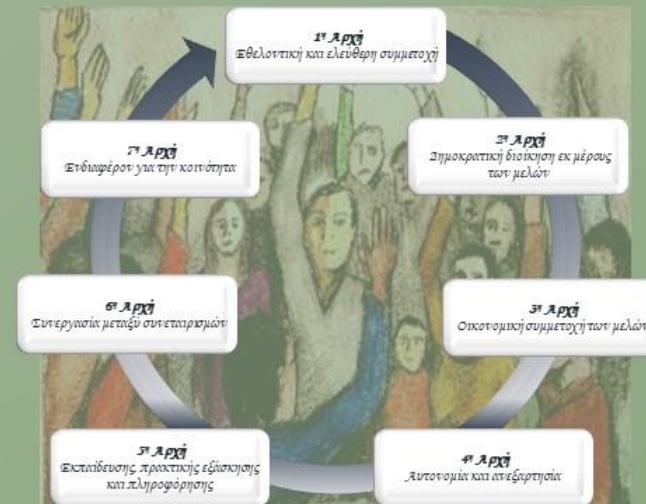 1η Αρχή
Εθελοντική και ελεύθερη συμμετοχή
2η Αρχή
Δημοκρατική διοίκηση εκ μέρους
των μελών
3η Αρχή
Οικονομική συμμετοχή των μελών
4η Αρχή
Αυτονομία και ανεξαρτησία
5η Αρχή
Εκπαίδευσης, πρακτικής εξάσκησης
και πληροφόρησης
6η Αρχή
Συνεργασία μεταξύ συνεταιρισμών
7η Αρχή
Ενδιαφέρον για την κοινότητα